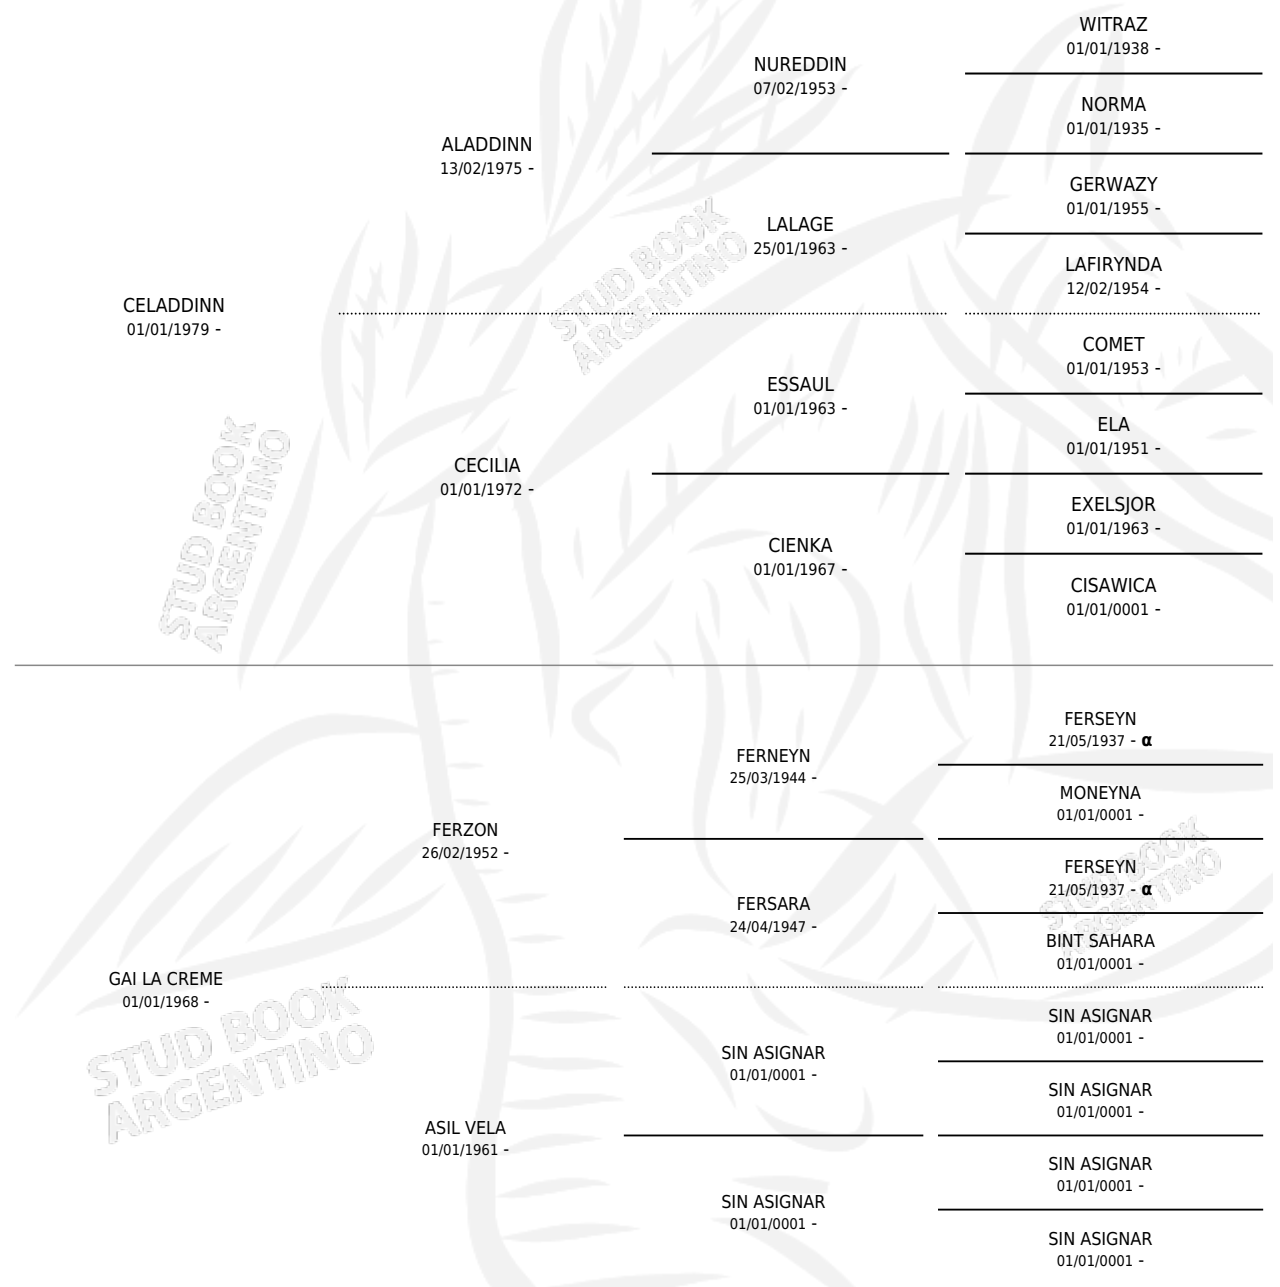 WITRAZ
01/01/1938 -
NUREDDIN
07/02/1953 -
NORMA
01/01/1935 -
ALADDINN
13/02/1975 -
GERWAZY
01/01/1955 -
LALAGE
25/01/1963 -
LAFIRYNDA
12/02/1954 -
CELADDINN
01/01/1979 -
COMET
01/01/1953 -
ESSAUL
01/01/1963 -
ELA
01/01/1951 -
CECILIA
01/01/1972 -
EXELSJOR
01/01/1963 -
CIENKA
01/01/1967 -
CISAWICA
01/01/0001 -
STUD BOOK
ARGENTINO
STUD BOOK
ARGENTINO
FERSEYN
21/05/1937 - α
FERNEYN
25/03/1944 -
MONEYNA
01/01/0001 -
FERZON
26/02/1952 -
FERSEYN
21/05/1937 - α
FERSARA
24/04/1947 -
BINT SAHARA
01/01/0001 -
GAI LA CREME
01/01/1968 -
SIN ASIGNAR
01/01/0001 -
SIN ASIGNAR
01/01/0001 -
SIN ASIGNAR
01/01/0001 -
ASIL VELA
01/01/1961 -
SIN ASIGNAR
01/01/0001 -
SIN ASIGNAR
01/01/0001 -
SIN ASIGNAR
01/01/0001 -
STUD BOOK
ARGENTINO
STUD BOOK
ARGENTINO